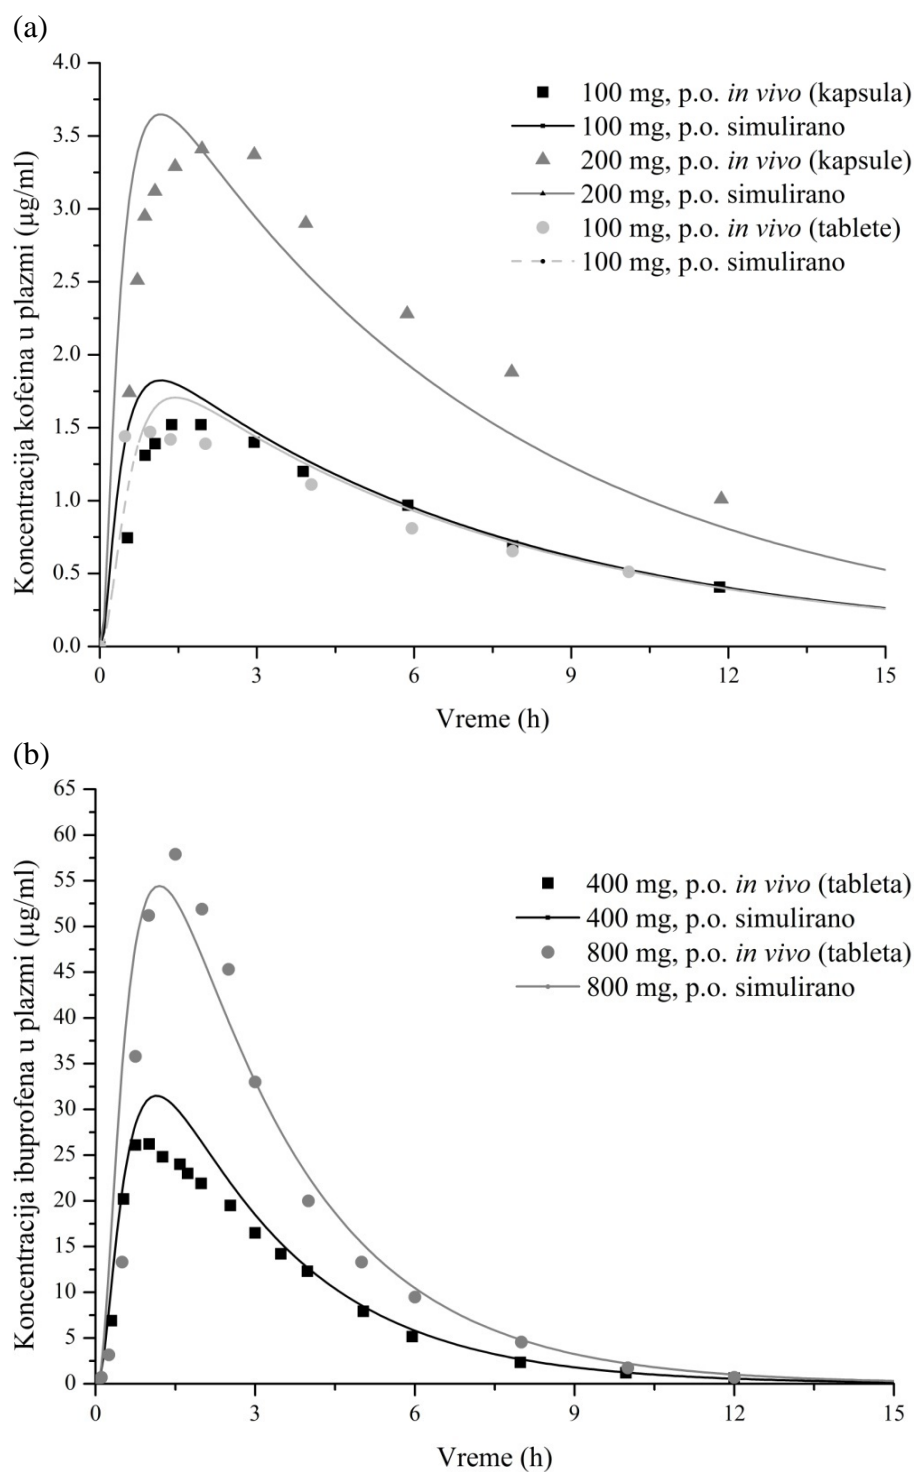 (a)
4.0
3.5
3.0
2.5
2.0
1.5
1.0
0.5
0.0
Koncentracija kofeina u plazmi (µg/ml)
100 mg, p.o. in vivo (kapsula)
100 mg, p.o. simulirano
200 mg, p.o. in vivo (kapsule)
200 mg, p.o. simulirano
100 mg, p.o. in vivo (tablete)
100 mg, p.o. simulirano
0 3 6 9 12 15
Vreme (h)
(b)
65
60
55
50
45
40
35
30
25
20
15
10
5
0
Koncentracija ibuprofena u plazmi (µg/ml)
400 mg, p.o. in vivo (tableta)
400 mg, p.o. simulirano
800 mg, p.o. in vivo (tableta)
800 mg, p.o. simulirano
0 3 6 9 12 15
Vreme (h)